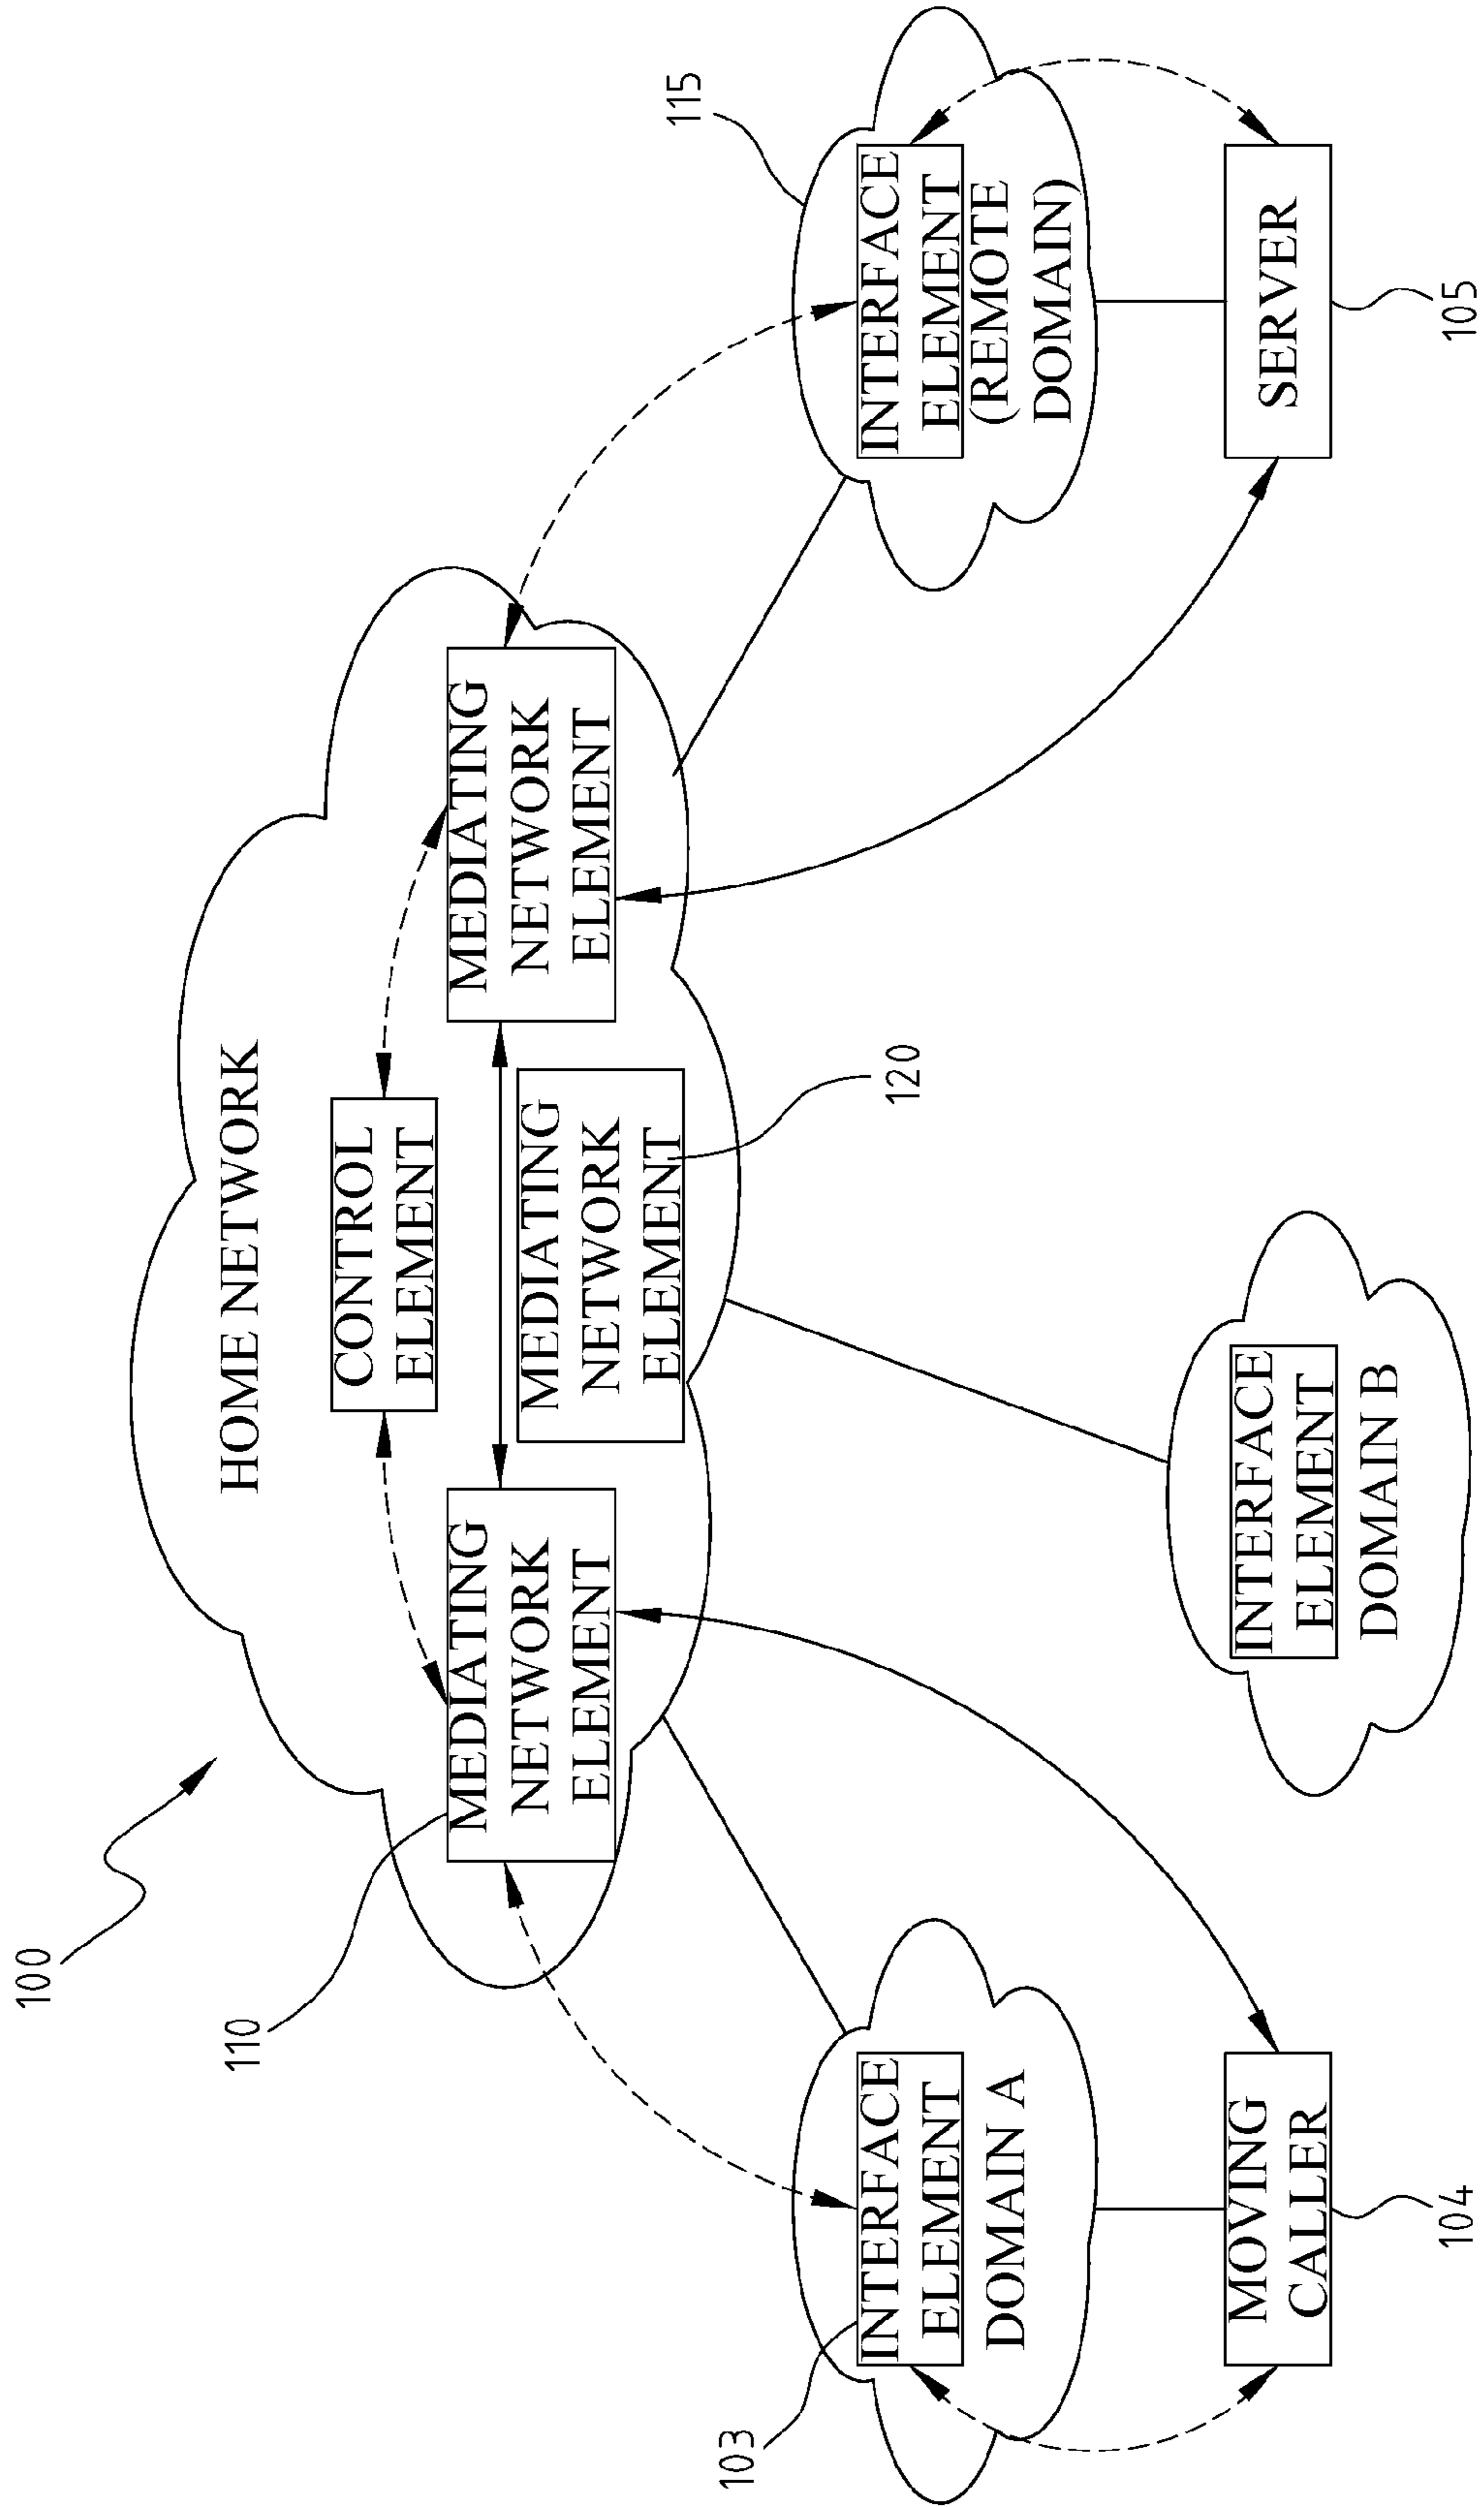 100
HOME NETWORK
110
CONTROL
ELEMENT
MEDIATING
NETWORK
ELEMENT
MEDIATING
NETWORK
ELEMENT
MEDIATING
NETWORK
ELEMENT
120
115
103
INTERFACE
ELEMENT
DOMAIN A
INTERFACE
ELEMENT
(REMOTE
DOMAIN)
MOVING
CALLER
104
INTERFACE
ELEMENT
DOMAIN B
SERVER
105